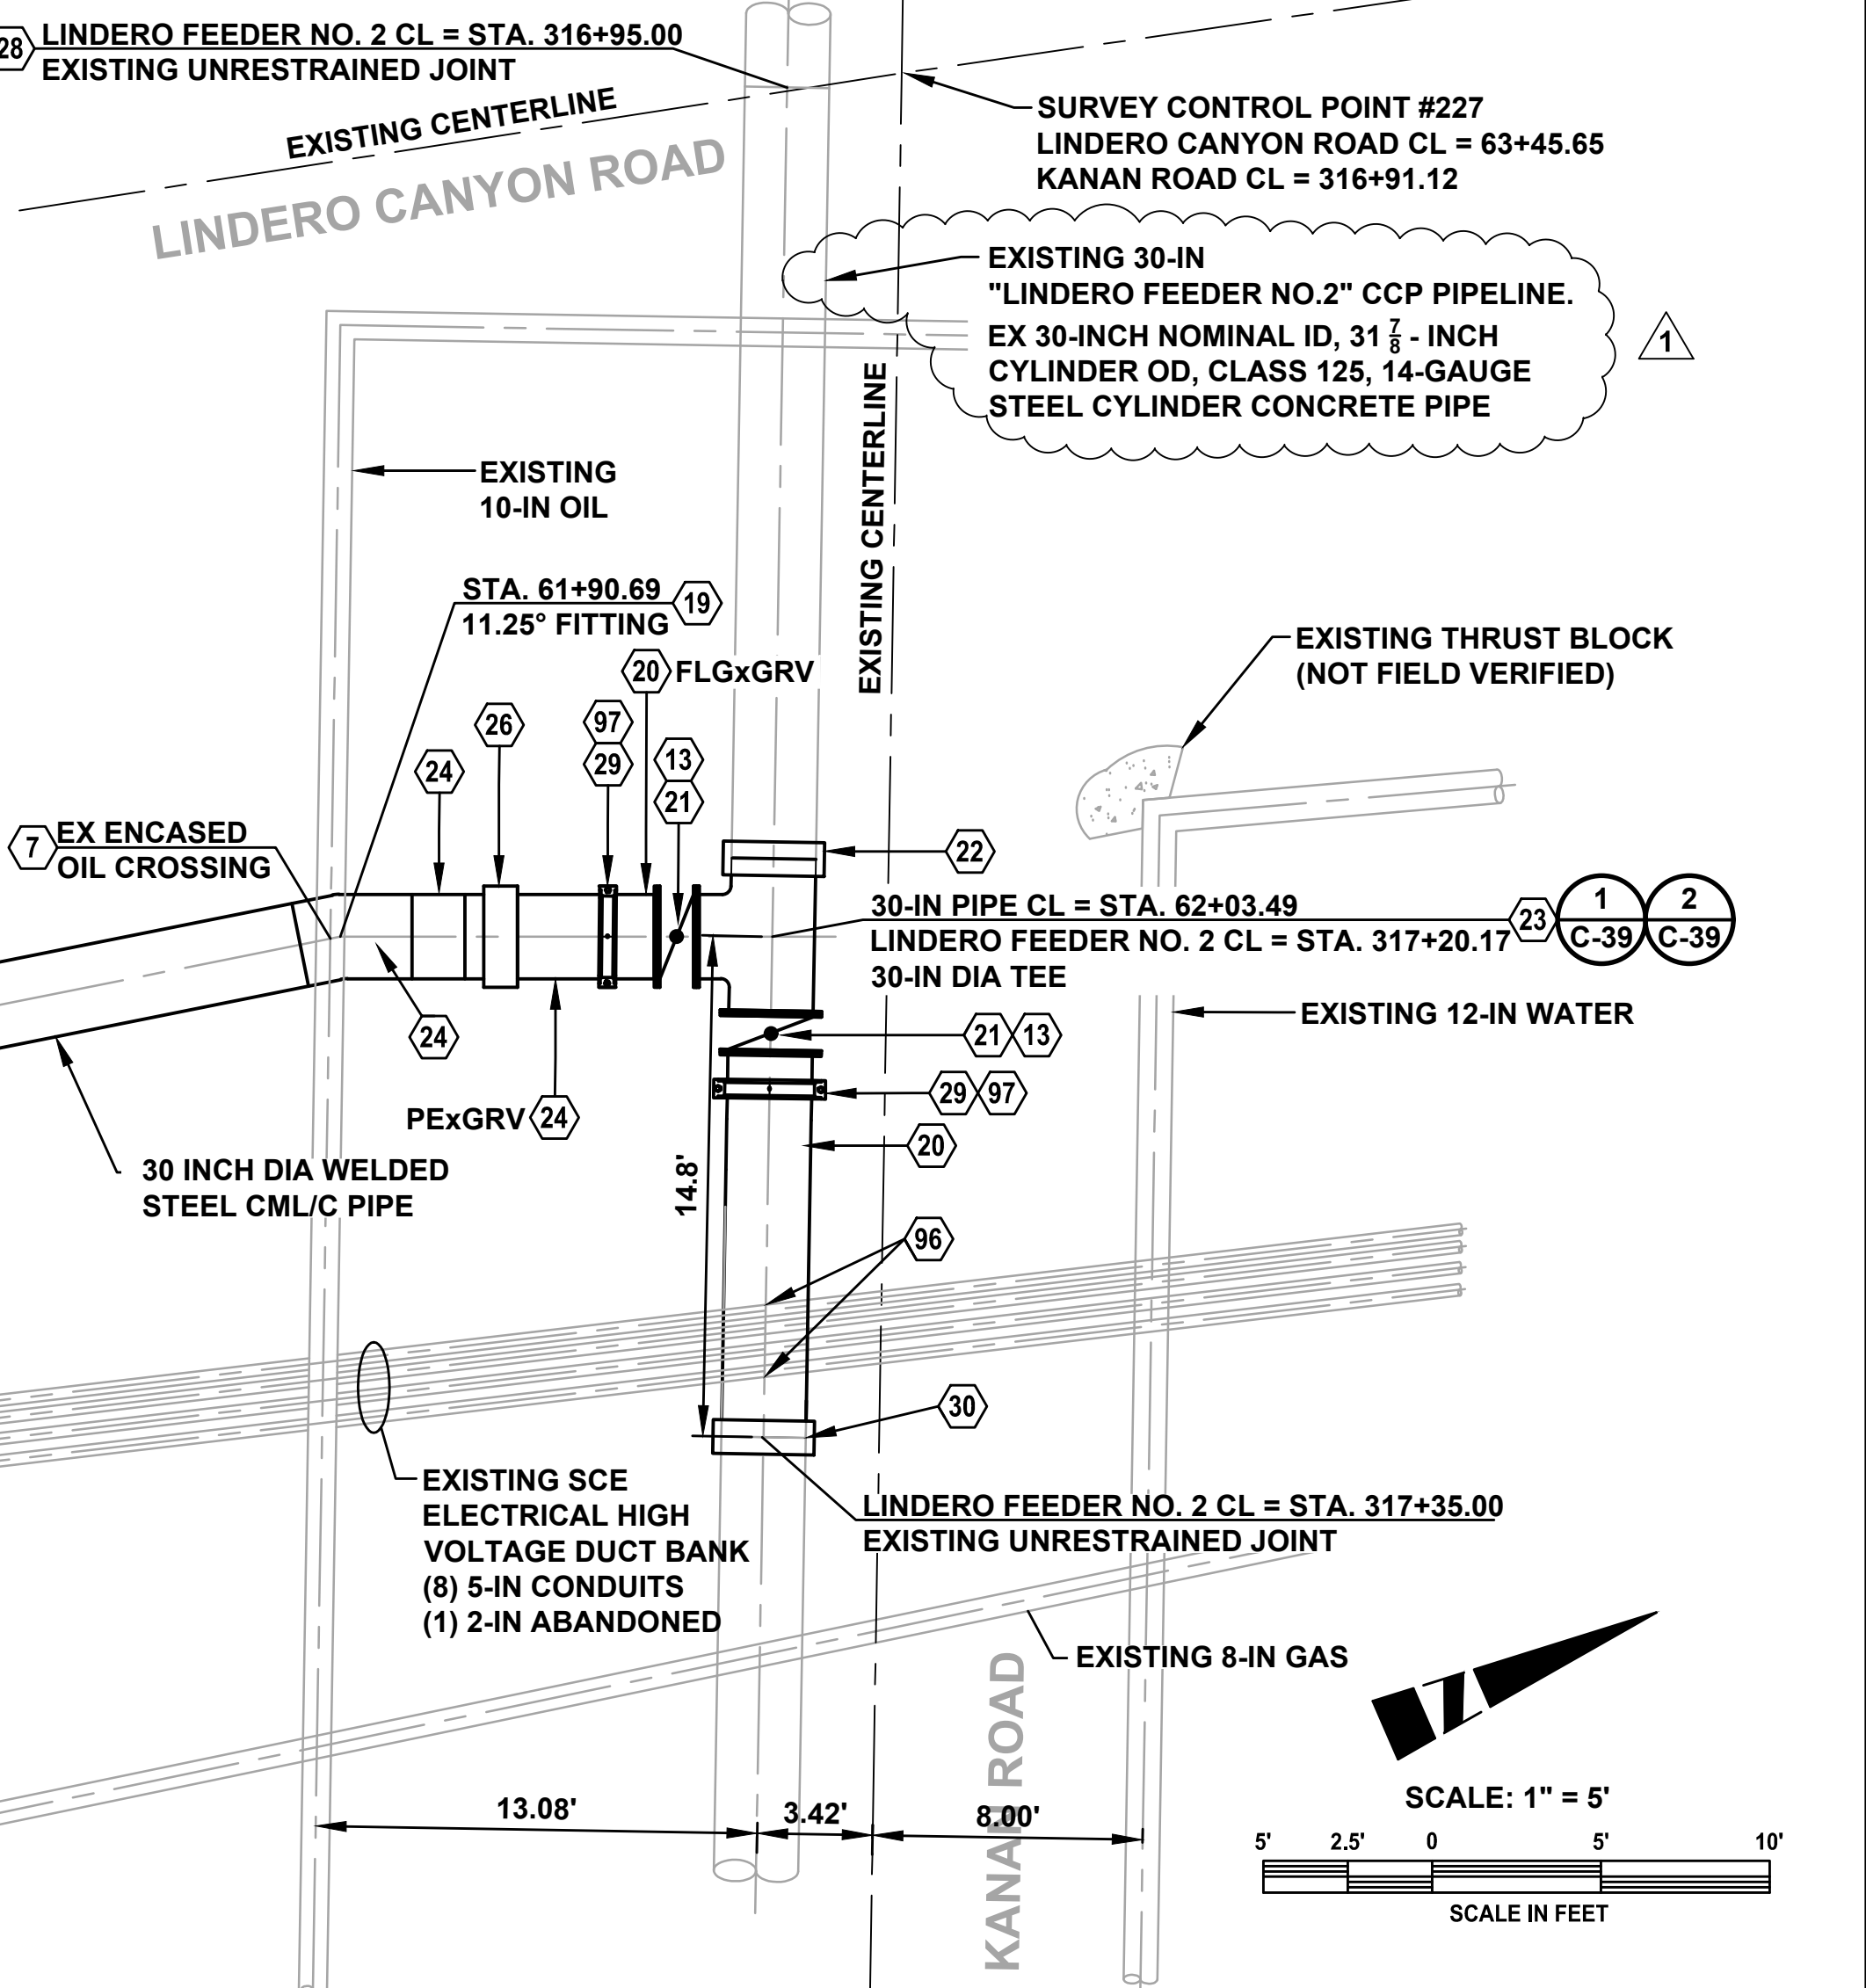 28
LINDERO FEEDER NO. 2 CL = STA. 316+95.00
EXISTING UNRESTRAINED JOINT
EXISTING CENTERLINE
LINDERO CANYON ROAD
SURVEY CONTROL POINT #227
LINDERO CANYON ROAD CL = 63+45.65
KANAN ROAD CL = 316+91.12
EXISTING 30-IN
"LINDERO FEEDER NO.2" CCP PIPELINE.
EX 30-INCH NOMINAL ID, 31 7/8 - INCH
CYLINDER OD, CLASS 125, 14-GAUGE
STEEL CYLINDER CONCRETE PIPE
1
EXISTING CENTERLINE
EXISTING
10-IN OIL
STA. 61+90.69
11.25° FITTING
19
20 FLGxGRV
EXISTING THRUST BLOCK
(NOT FIELD VERIFIED)
26
97
29
13
21
24
7
EX ENCASED
OIL CROSSING
22
30-IN PIPE CL = STA. 62+03.49
LINDERO FEEDER NO. 2 CL = STA. 317+20.17
30-IN DIA TEE
23
1
C-39
2
C-39
EXISTING 12-IN WATER
24
21 13
29 97
PExGRV 24
20
30 INCH DIA WELDED
STEEL CML/C PIPE
14.8'
96
30
EXISTING SCE
ELECTRICAL HIGH
VOLTAGE DUCT BANK
(8) 5-IN CONDUITS
(1) 2-IN ABANDONED
LINDERO FEEDER NO. 2 CL = STA. 317+35.00
EXISTING UNRESTRAINED JOINT
EXISTING 8-IN GAS
KANAN ROAD
13.08'
3.42'
8.00'
SCALE: 1" = 5'
5' 2.5' 0 5' 10'
SCALE IN FEET